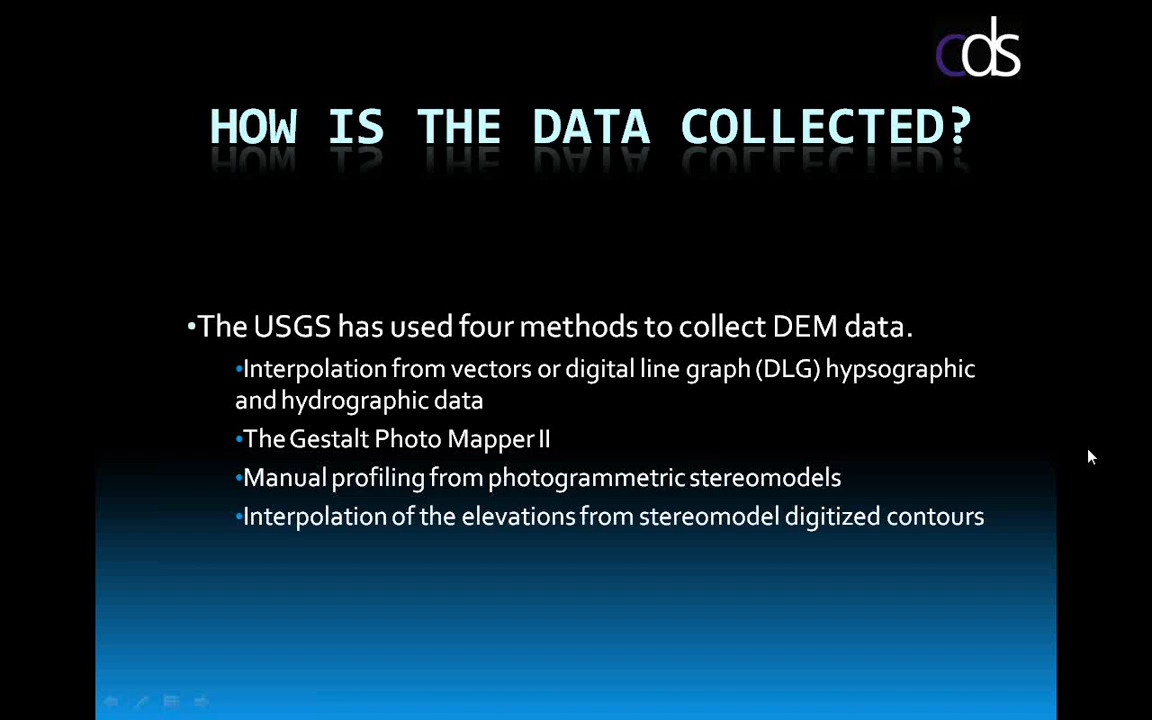 cds
HOW IS THE DATA COLLECTED?
•The USGS has used four methods to collect DEM data.
•Interpolation from vectors or digital line graph (DLG) hypsographic
and hydrographic data
•The Gestalt Photo Mapper II
•Manual profiling from photogrammetric stereomodels
•Interpolation of the elevations from stereomodel digitized contours